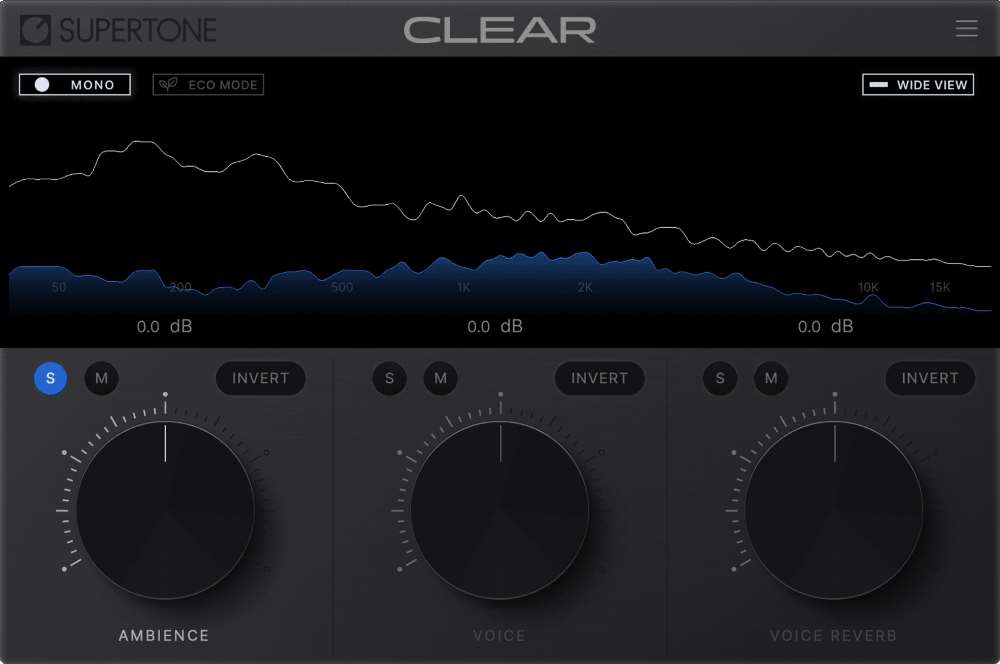 SUPERTONE CLEAR
MONO ECO MODE WIDE VIEW
50 200 500 1K 2K 10K 15K
0.0 dB 0.0 dB 0.0 dB
S M INVERT S M INVERT S M INVERT
AMBIENCE VOICE VOICE REVERB